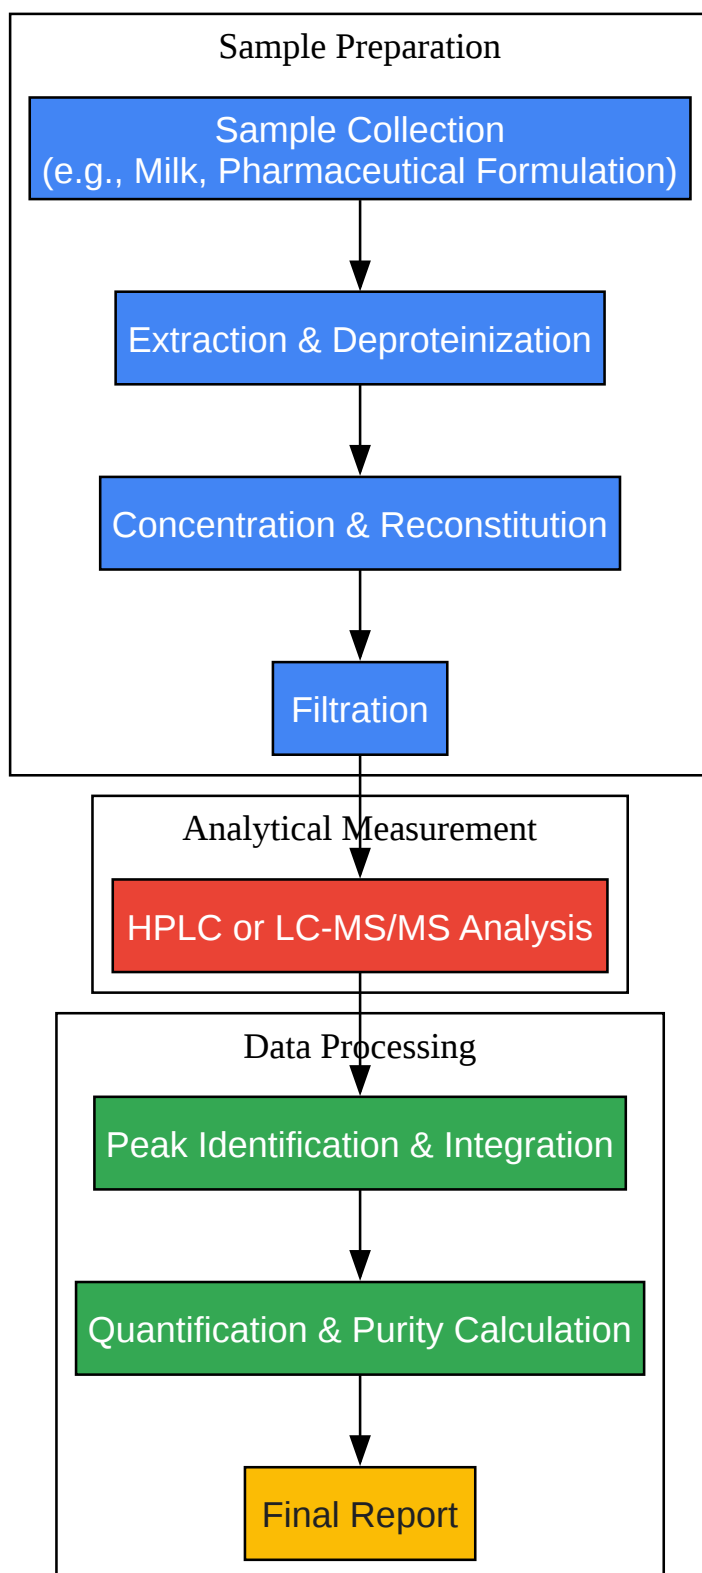 Sample Preparation
Sample Collection
(e.g., Milk, Pharmaceutical Formulation)
Extraction & Deproteinization
Concentration & Reconstitution
Filtration
Analytical Measurement
HPLC or LC-MS/MS Analysis
Data Processing
Peak Identification & Integration
Quantification & Purity Calculation
Final Report